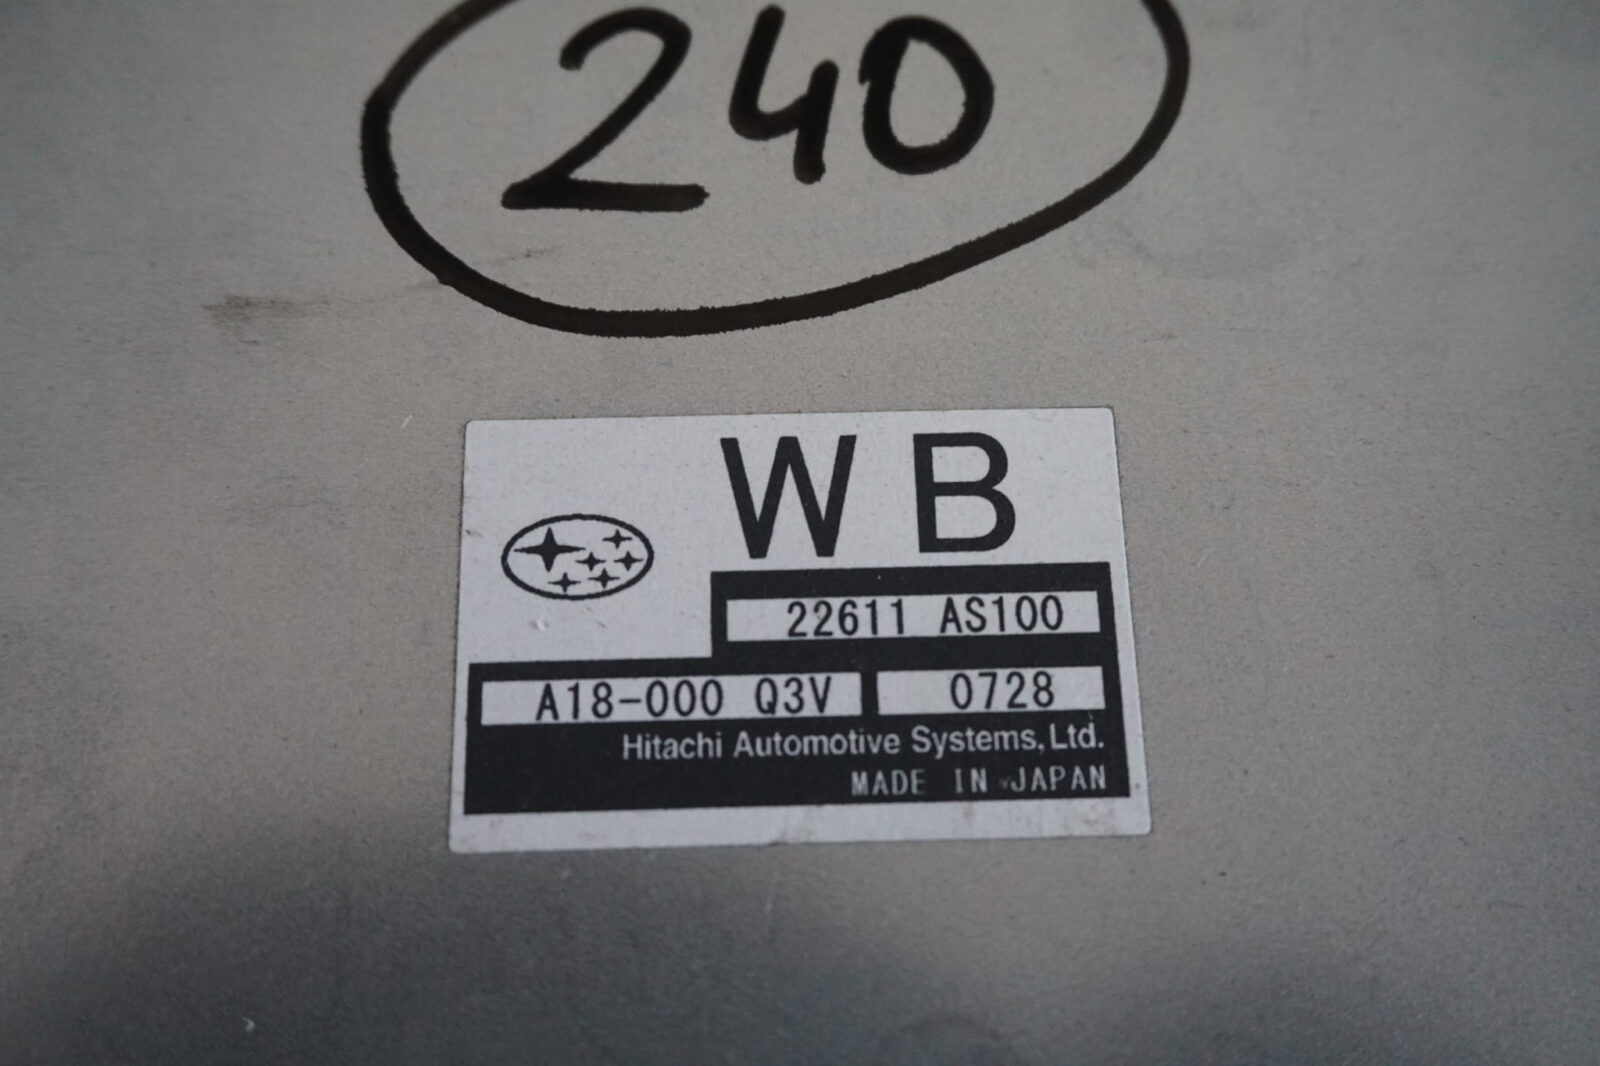 240
WB
22611 AS100
A18-000 Q3V 0728
Hitachi Automotive Systems, Ltd.
MADE IN JAPAN